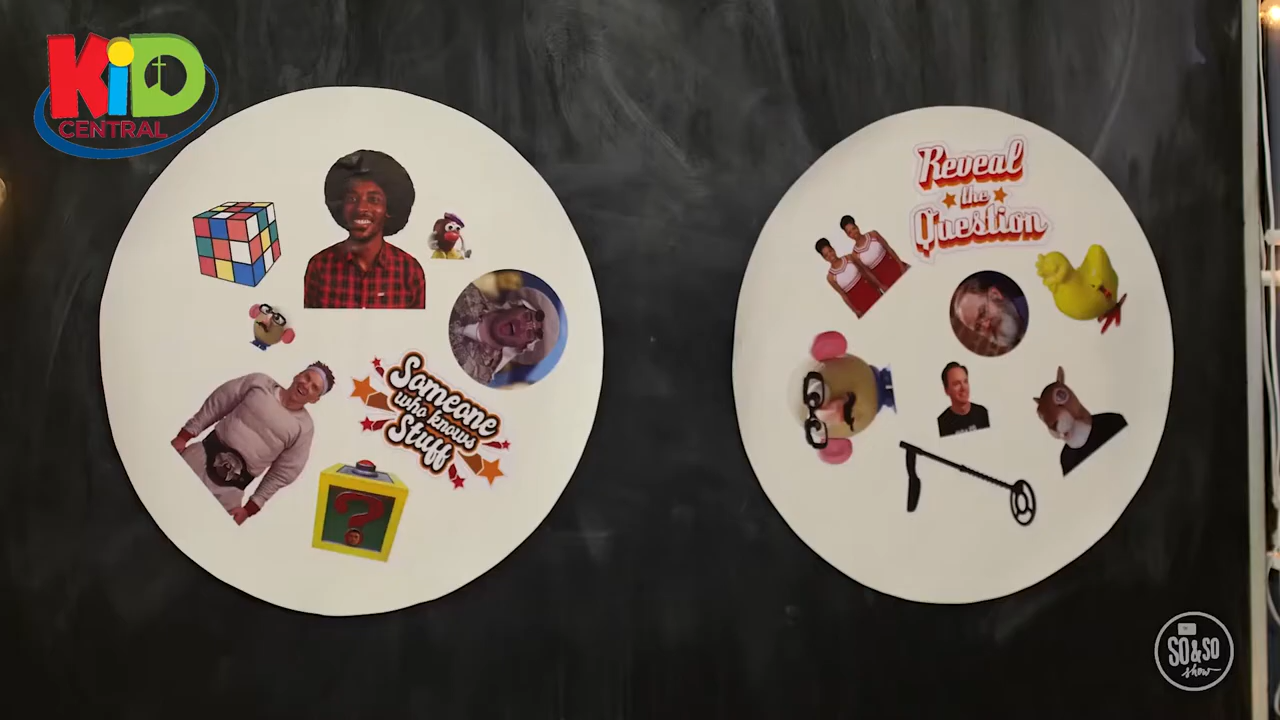 KiD
CENTRAL
Someone
who knows
Stuff
?
Reveal
the
Question
SO & SO
show